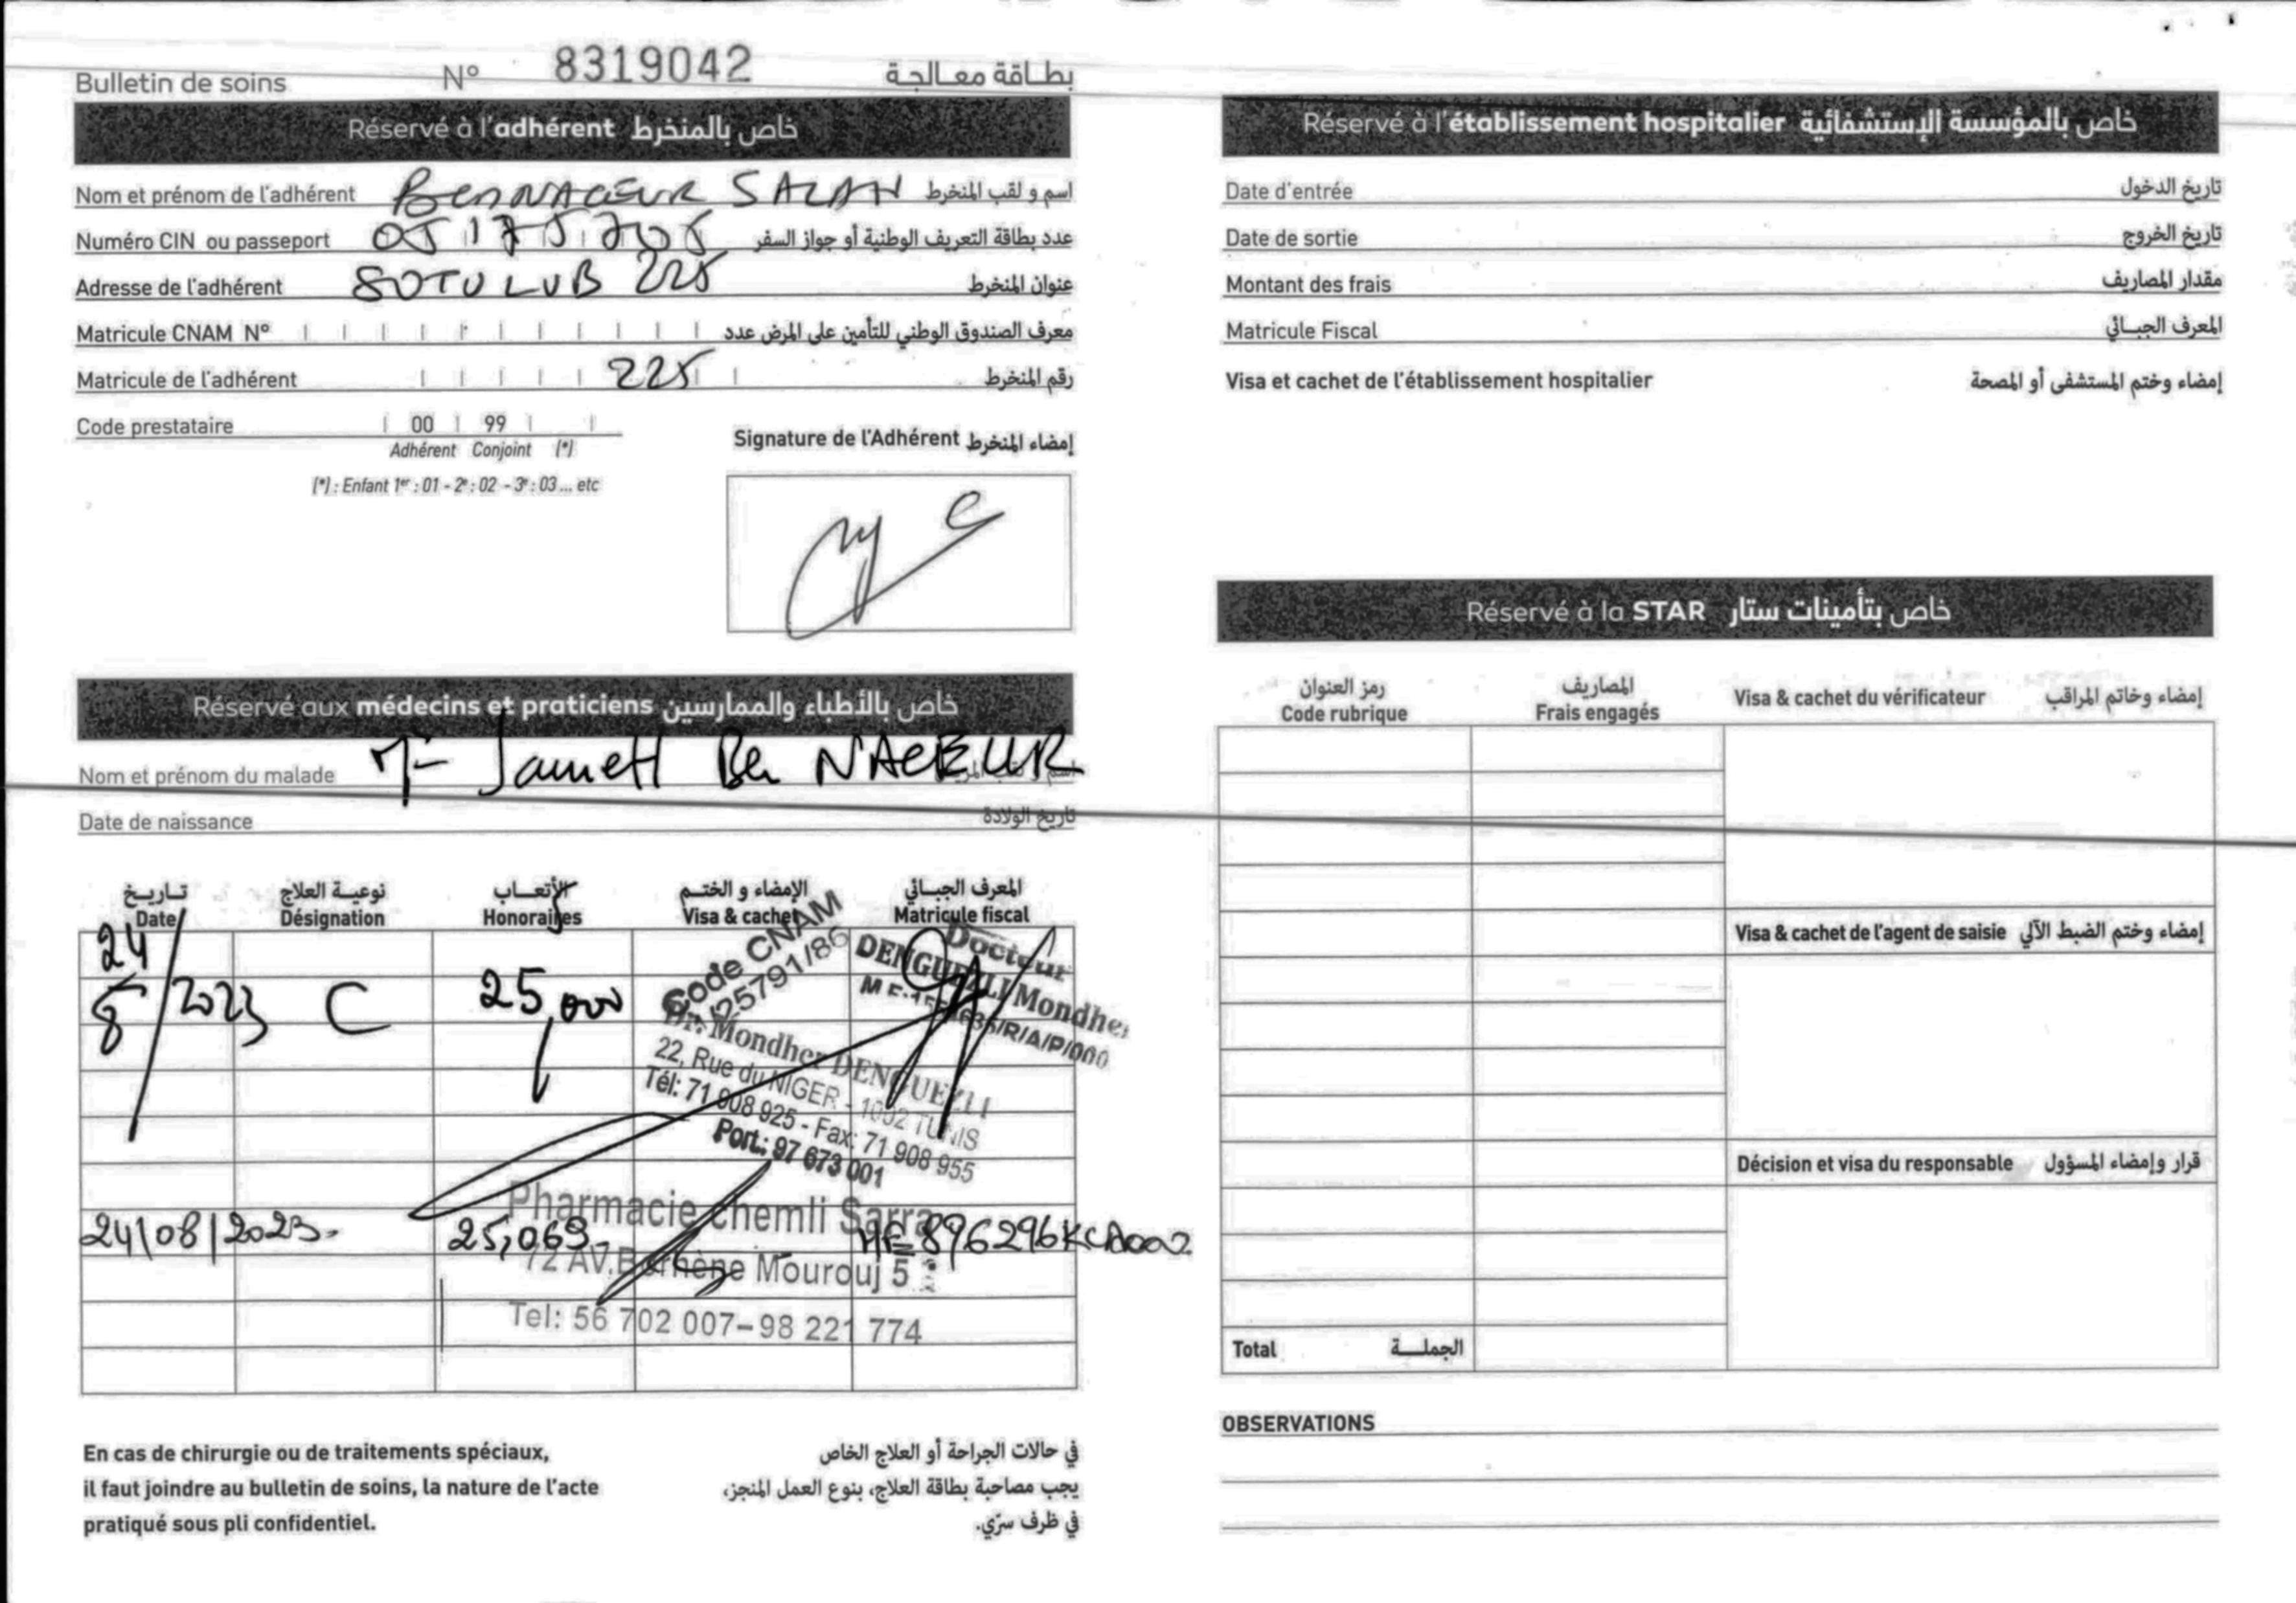 Bulletin de soins N° 8319042 بطاقة معالجة
Réservé à l'adhérent خاص بالمنخرط
Nom et prénom de l'adhérent BENNACEUR SALAH اسم و لقب المنخرط
Numéro CIN ou passeport عدد بطاقة التعريف الوطنية أو جواز السفر
Adresse de l'adhérent SOTULUB 225 عنوان المنخرط
Matricule CNAM N° معرف الصندوق الوطني للتأمين على المرض عدد
Matricule de l'adhérent 225 رقم المنخرط
Code prestataire 00 99
Adhérent Conjoint (*)
(*) : Enfant 1er : 01 - 2e : 02 - 3e : 03 ... etc
Signature de l'Adhérent إمضاء المنخرط
Réservé aux médecins et praticiens خاص بالأطباء والممارسين
Nom et prénom du malade Ben NACEUR
Date de naissance تاريخ الولادة
تاريخ نوعية العلاج الأتعاب الإمضاء و الختم المعرف الجبائي
Date Désignation Honoraires Visa & cachet Matricule fiscal
24/8/2023 C 25,000
Code CNAM
/25791/86
Dr. Mondher DENGUEZLI
22, Rue du NIGER - 1002 TUNIS
Tél: 71 908 925 - Fax: 71 908 955
Port.: 97 673 001
Docteur
DENGUEZLI Mondher
24/08/2023 25,069 MF 896296KCA002
Pharmacie chemli Sarra
72 AV. Mourouj 5
Tel: 56 702 007-98 221 774
En cas de chirurgie ou de traitements spéciaux,
il faut joindre au bulletin de soins, la nature de l'acte
pratiqué sous pli confidentiel.
في حالات الجراحة أو العلاج الخاص
يجب مصاحبة بطاقة العلاج، بنوع العمل المنجز،
في ظرف سرّي.
Réservé à l'établissement hospitalier خاص بالمؤسسة الإستشفائية
Date d'entrée تاريخ الدخول
Date de sortie تاريخ الخروج
Montant des frais مقدار المصاريف
Matricule Fiscal المعرف الجبائي
Visa et cachet de l'établissement hospitalier إمضاء وختم المستشفى أو المصحة
Réservé à la STAR خاص بتأمينات ستار
رمز العنوان المصاريف
Code rubrique Frais engagés Visa & cachet du vérificateur إمضاء وخاتم المراقب
Visa & cachet de l'agent de saisie إمضاء وختم الضبط الآلي
Décision et visa du responsable قرار وإمضاء المسؤول
Total الجملة
OBSERVATIONS